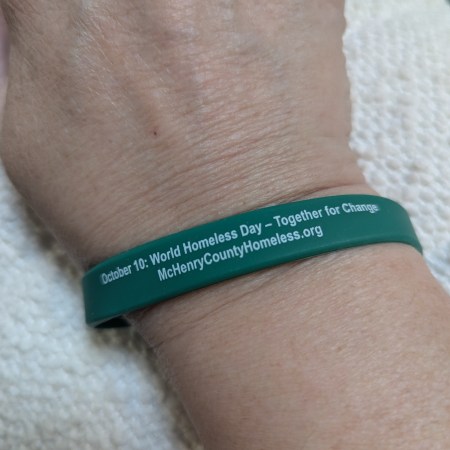 October 10: World Homeless Day – Together for Change
McHenryCountyHomeless.org